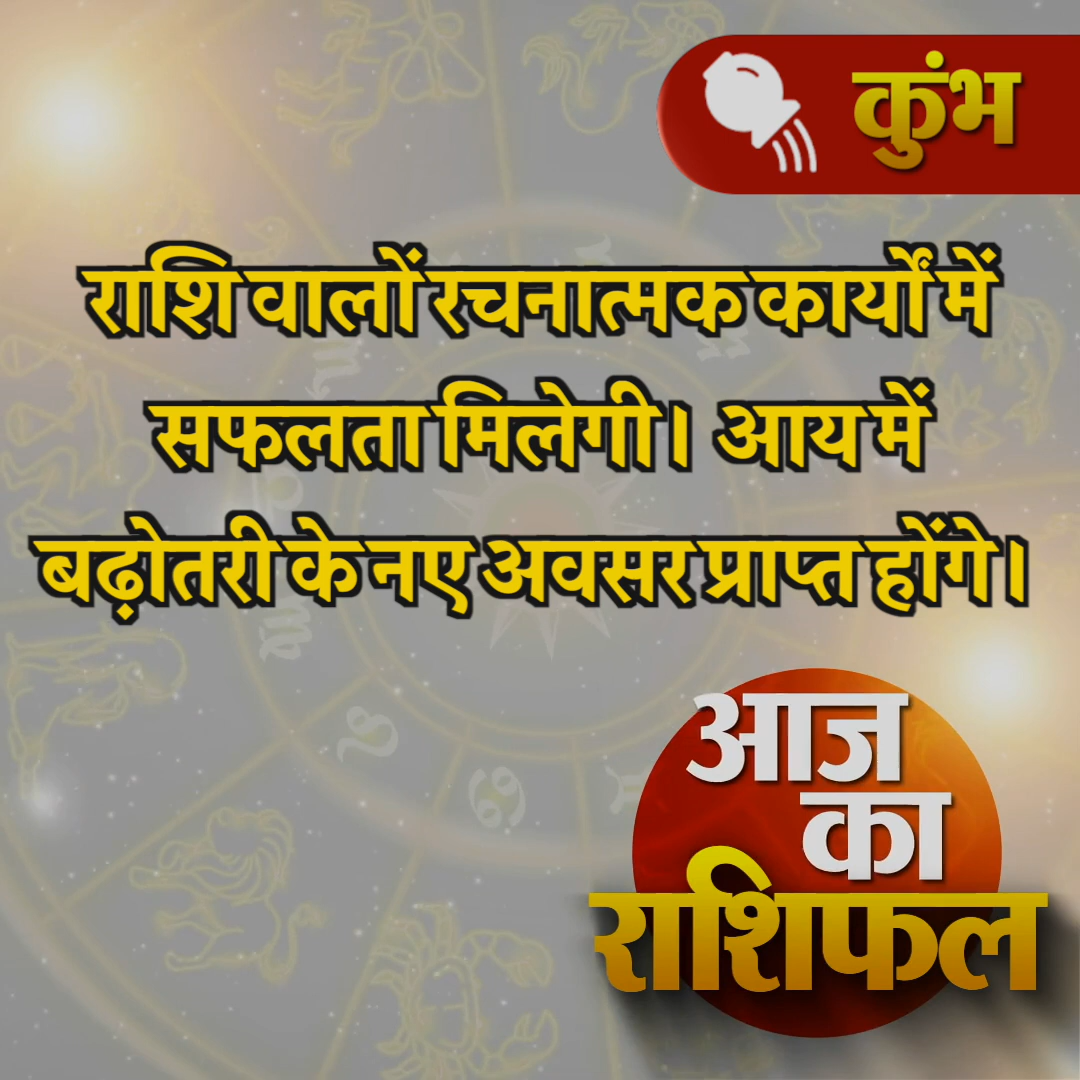 कुंभ
राशि वालों रचनात्मक कार्यों में
सफलता मिलेगी। आय में
बढ़ोतरी के नए अवसर प्राप्त होंगे।
आज
का
राशिफल